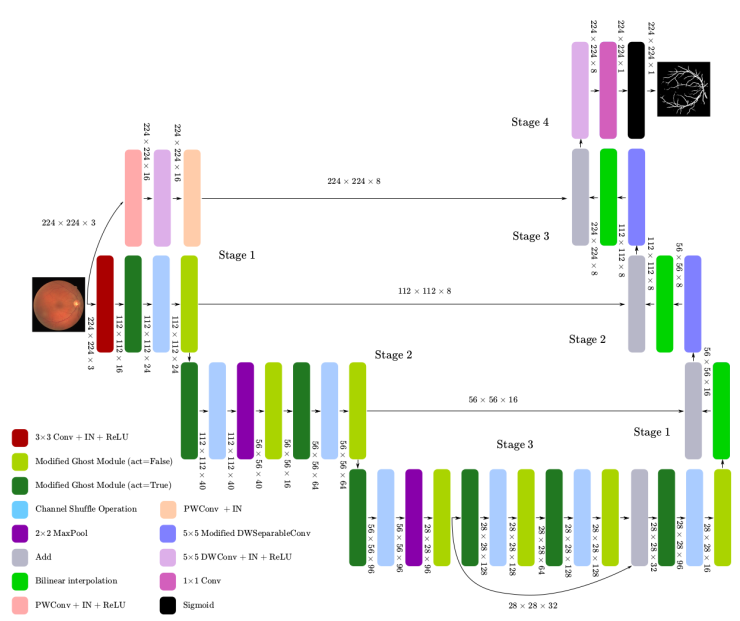 224 × 224 × 8
224 × 224 × 1
224 × 224 × 1
Stage 4
224 × 224 × 16
224 × 224 × 16
224 × 224 × 8
224 × 224 × 3
Stage 3
224 × 224 × 8
112 × 112 × 8
Stage 1
112 × 112 × 8
56 × 56 × 8
112 × 112 × 8
224 × 224 × 3
112 × 112 × 16
112 × 112 × 24
112 × 112 × 24
Stage 2
Stage 2
56 × 56 × 16
56 × 56 × 16
Stage 1
112 × 112 × 40
112 × 112 × 40
56 × 56 × 40
56 × 56 × 16
56 × 56 × 64
56 × 56 × 64
Stage 3
56 × 56 × 96
56 × 56 × 96
28 × 28 × 96
28 × 28 × 128
28 × 28 × 128
28 × 28 × 64
28 × 28 × 128
28 × 28 × 128
28 × 28 × 32
28 × 28 × 96
28 × 28 × 16
28 × 28 × 32
3×3 Conv + IN + ReLU
Modified Ghost Module (act=False)
Modified Ghost Module (act=True)
Channel Shuffle Operation
2×2 MaxPool
Add
Bilinear interpolation
PWConv + IN + ReLU
PWConv + IN
5×5 Modified DWSeparableConv
5×5 DWConv + IN + ReLU
1×1 Conv
Sigmoid